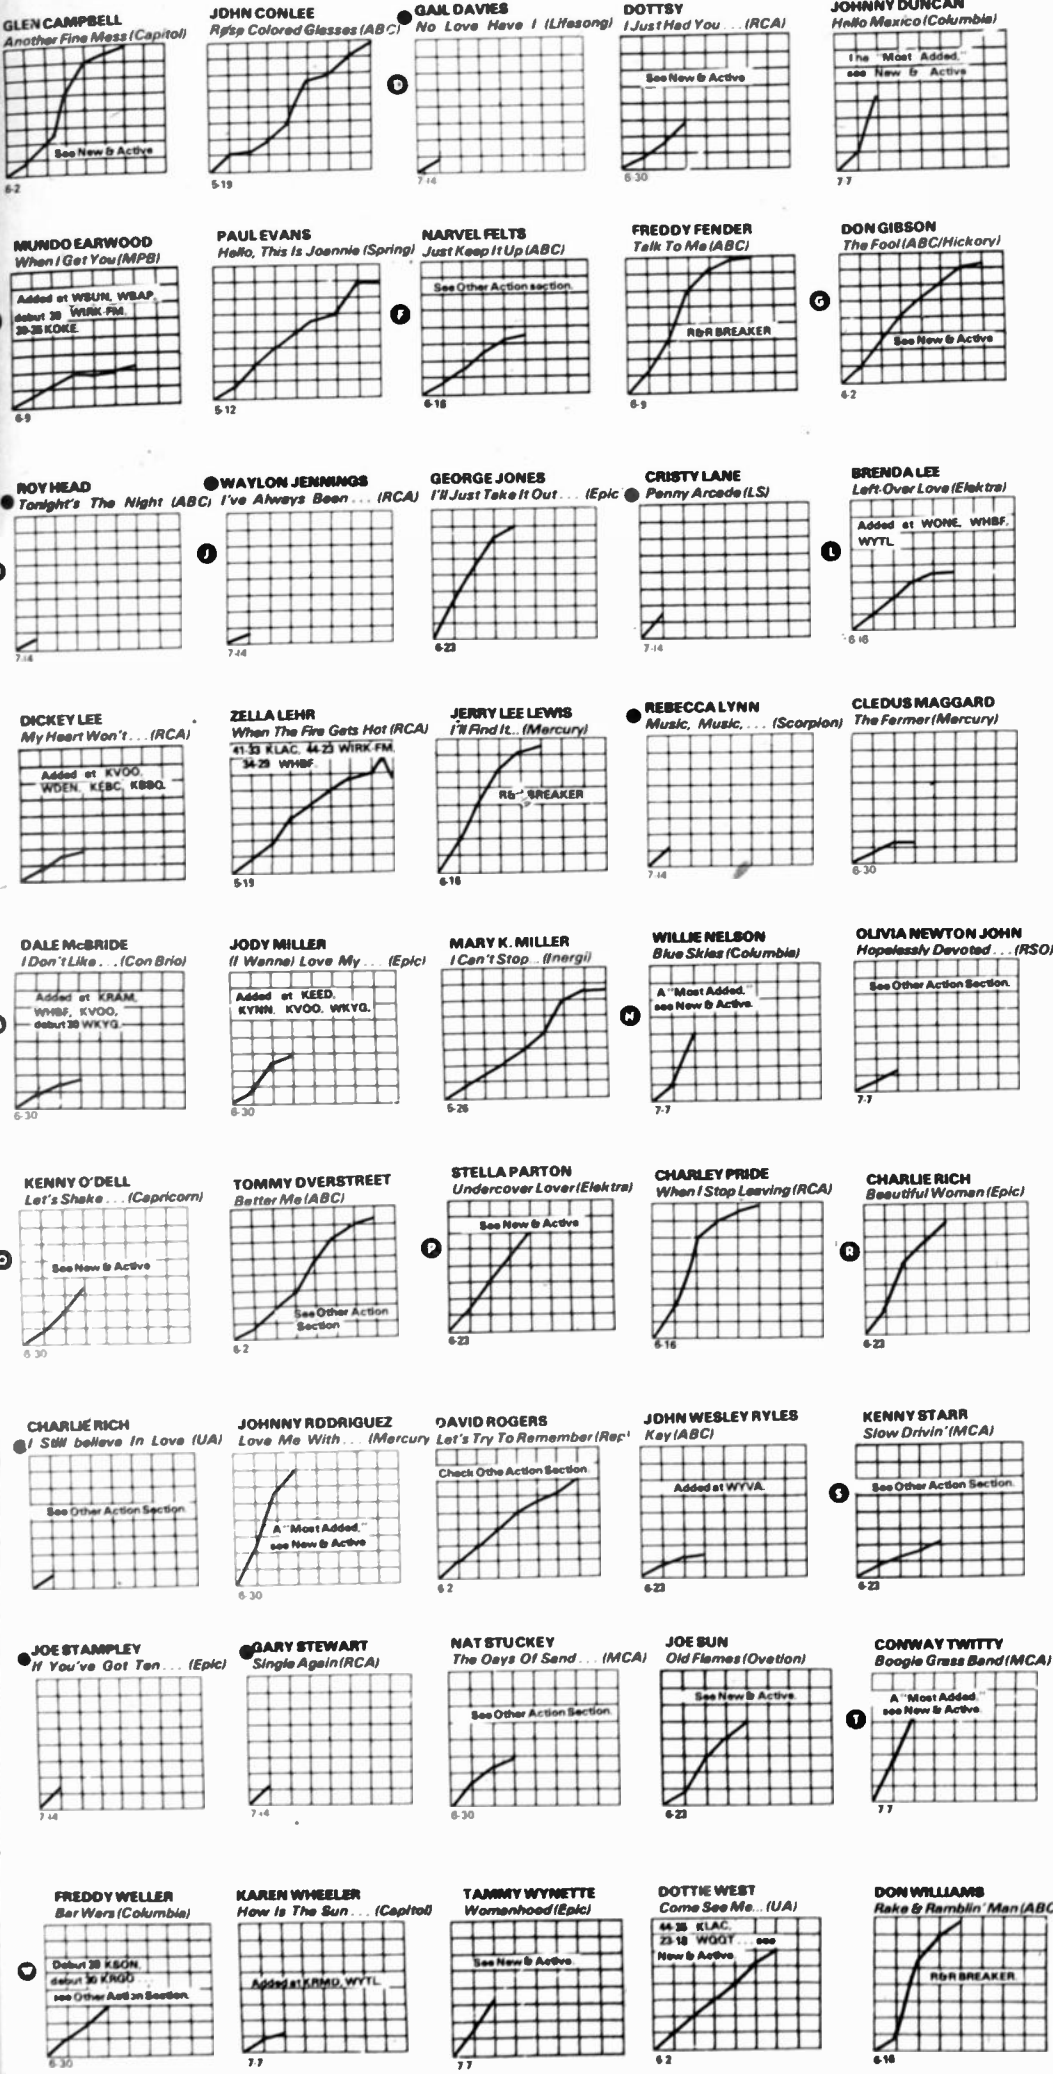 GLEN CAMPBELL
Another Fine Mess (Capitol)
See New & Active
6-2
JOHN CONLEE
Rose Colored Glasses (ABC)
5-19
GAIL DAVIES
No Love Have I (Lifesong)
D
7-14
DOTTSY
I Just Had You . . . (RCA)
See New & Active
6-30
JOHNNY DUNCAN
Hello Mexico (Columbia)
The "Most Added,"
see New & Active
7-7
MUNDO EARWOOD
When I Get You (MPB)
Added at WSUN, WBAP,
debut 39 WIRK-FM,
39-35 KOKE.
6-9
PAUL EVANS
Hello, This Is Joannie (Spring)
5-12
NARVEL FELTS
Just Keep It Up (ABC)
See Other Action section.
F
6-16
FREDDY FENDER
Talk To Me (ABC)
R&R BREAKER
6-9
DON GIBSON
The Fool (ABC/Hickory)
G
See New & Active
6-2
ROY HEAD
Tonight's The Night (ABC)
7-14
WAYLON JENNINGS
I've Always Been . . . (RCA)
J
7-14
GEORGE JONES
I'll Just Take It Out . . . (Epic
6-23
CRISTY LANE
Penny Arcade (LS)
7-14
BRENDA LEE
Left-Over Love (Elektra)
Added at WONE, WHBF,
WYTL
L
6-16
DICKEY LEE
My Heart Won't . . . (RCA)
Added at KVOO,
WDEN, KEBC, KBBQ.
ZELLA LEHR
When The Fire Gets Hot (RCA)
41-33 KLAC, 44-23 WIRK-FM,
34-29 WHBF.
5-19
JERRY LEE LEWIS
I'll Find It . . (Mercury)
R&R BREAKER
6-16
REBECCA LYNN
Music, Music, . . . (Scorpion)
7-14
CLEDUS MAGGARD
The Farmer (Mercury)
6-30
DALE McBRIDE
I Don't Like . . . (Con Brio)
Added at KRAM,
WHBF, KVOO,
debut 39 WKYG.
6-30
JODY MILLER
(I Wanna) Love My . . . (Epic)
Added at KEED,
KYNN, KVOO, WKYG.
6-30
MARY K. MILLER
I Can't Stop . . (Inergi)
5-26
WILLIE NELSON
Blue Skies (Columbia)
A "Most Added,"
see New & Active.
N
7-7
OLIVIA NEWTON JOHN
Hopelessly Devoted . . . (RSO)
See Other Action Section.
7-7
KENNY O'DELL
Let's Shake . . . (Capricorn)
See New & Active
O
6-30
TOMMY OVERSTREET
Better Me (ABC)
See Other Action
Section
6-2
STELLA PARTON
Undercover Lover (Elektra)
See New & Active
P
6-23
CHARLEY PRIDE
When I Stop Leaving (RCA)
6-16
CHARLIE RICH
Beautiful Woman (Epic)
R
6-23
CHARLIE RICH
I Still believe In Love (UA)
See Other Action Section.
JOHNNY RODRIGUEZ
Love Me With . . . (Mercury
A "Most Added,"
see New & Active
6-30
DAVID ROGERS
Let's Try To Remember (Rep
Check Othe Action Section.
6-2
JOHN WESLEY RYLES
Kay (ABC)
Added at WYVA.
6-23
KENNY STARR
Slow Drivin' (MCA)
See Other Action Section.
S
6-23
JOE STAMPLEY
If You've Got Ten . . . (Epic)
7-14
GARY STEWART
Single Again (RCA)
7-14
NAT STUCKEY
The Days Of Sand . . . (MCA)
See Other Action Section.
6-30
JOE SUN
Old Flames (Ovation)
See New & Active.
6-23
CONWAY TWITTY
Boogie Grass Band (MCA)
A "Most Added,"
see New & Active.
T
7 7
FREDDY WELLER
Bar Wars (Columbia)
Debut 39 KSON,
debut 30 KRGO . . .
see Other Action Section.
W
6-30
KAREN WHEELER
How Is The Sun . . . (Capitol)
Added at KRMD, WYTL.
7-7
TAMMY WYNETTE
Womanhood (Epic)
See New & Active.
7 7
DOTTIE WEST
Come See Me... (UA)
44-35 KLAC,
23-18 WQQT . . . see
New & Active.
6 2
DON WILLIAMS
Rake & Ramblin' Man (ABC
R&R BREAKER.
6-16